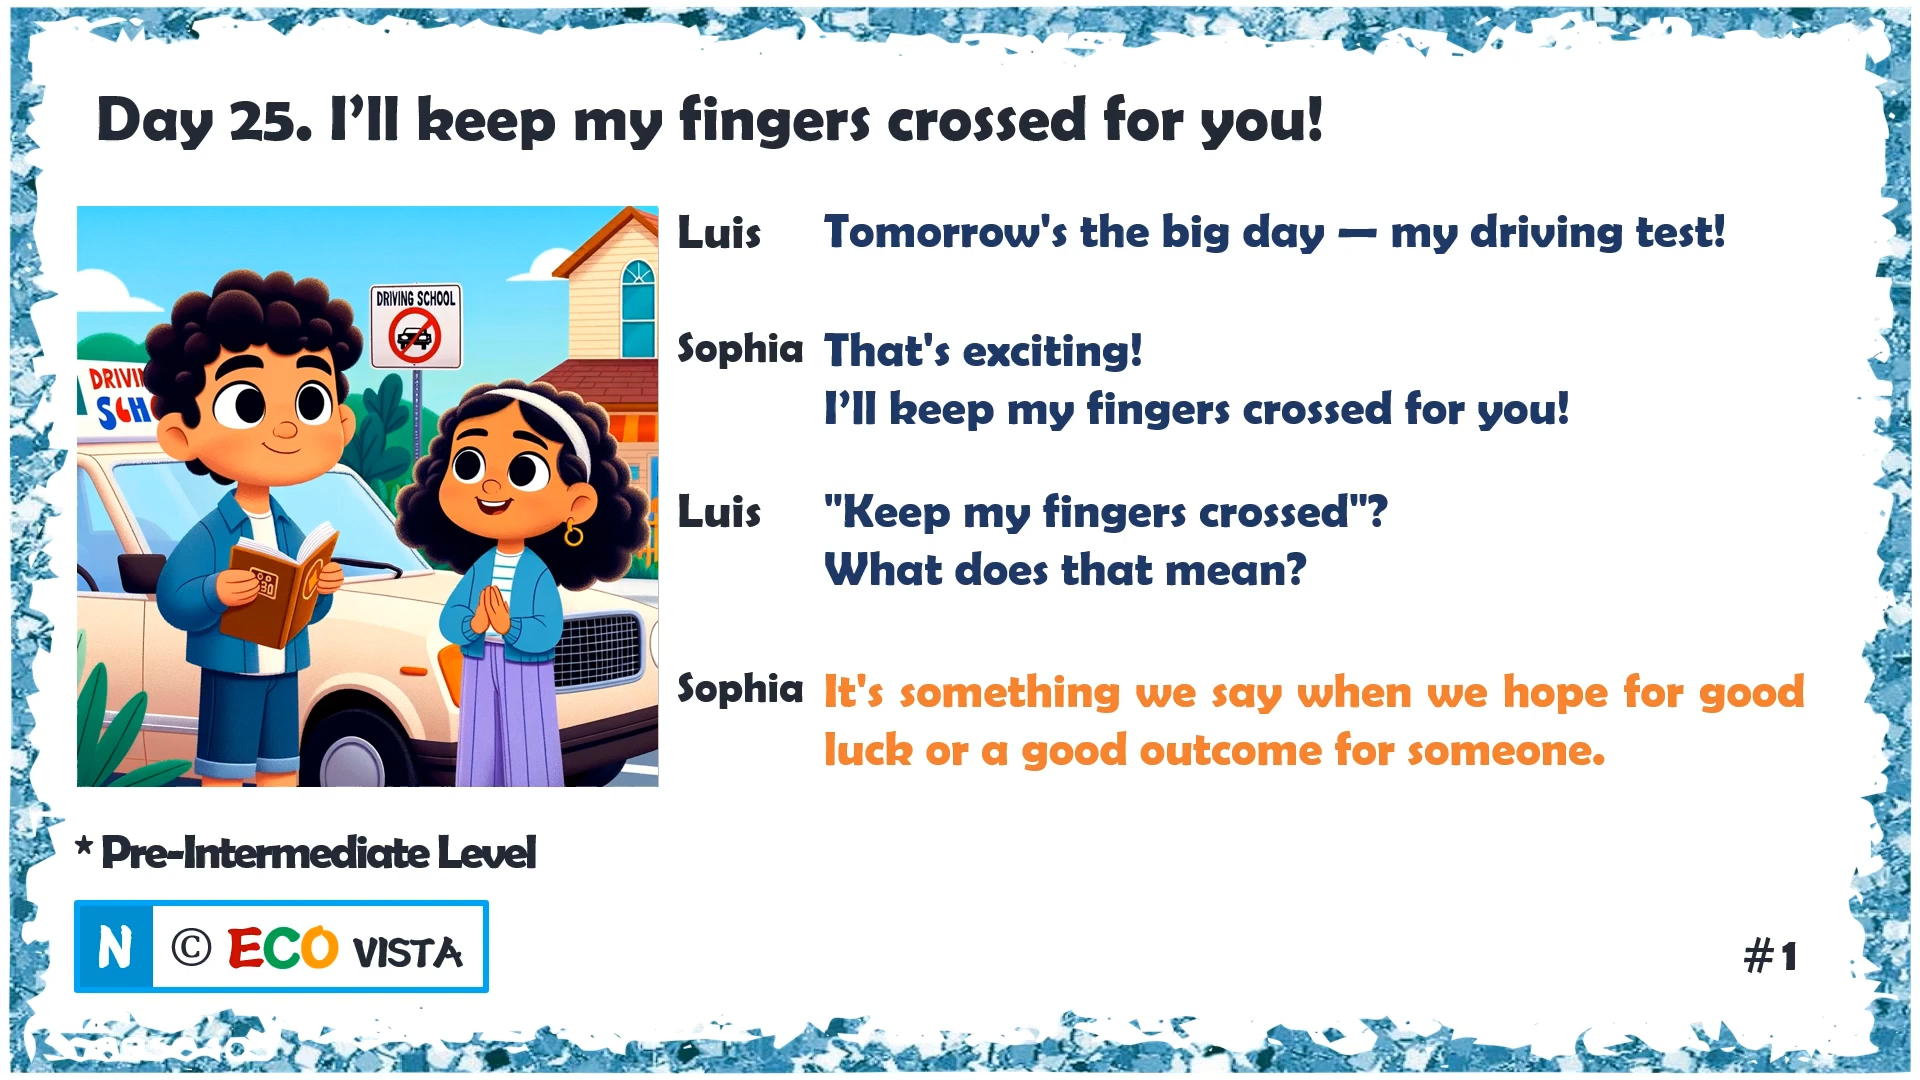 Day 25. I’ll keep my fingers crossed for you!
Luis Tomorrow's the big day — my driving test!
Sophia That's exciting!
I’ll keep my fingers crossed for you!
Luis "Keep my fingers crossed"?
What does that mean?
Sophia It's something we say when we hope for good
luck or a good outcome for someone.
DRIVING SCHOOL
DRIVIN
SCH
* Pre-Intermediate Level
N © ECO VISTA
#1